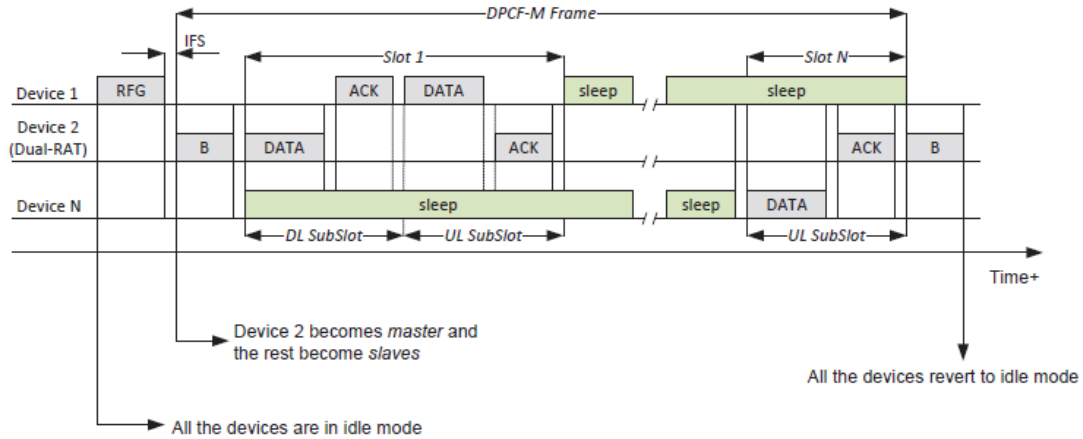 DPCF-M Frame
IFS
Slot 1
Slot N
Device 1
RFG
ACK
DATA
sleep
sleep
Device 2
(Dual-RAT)
B
DATA
ACK
ACK
B
Device N
sleep
sleep
DATA
DL SubSlot
UL SubSlot
UL SubSlot
Time+
Device 2 becomes master and
the rest become slaves
All the devices revert to idle mode
All the devices are in idle mode